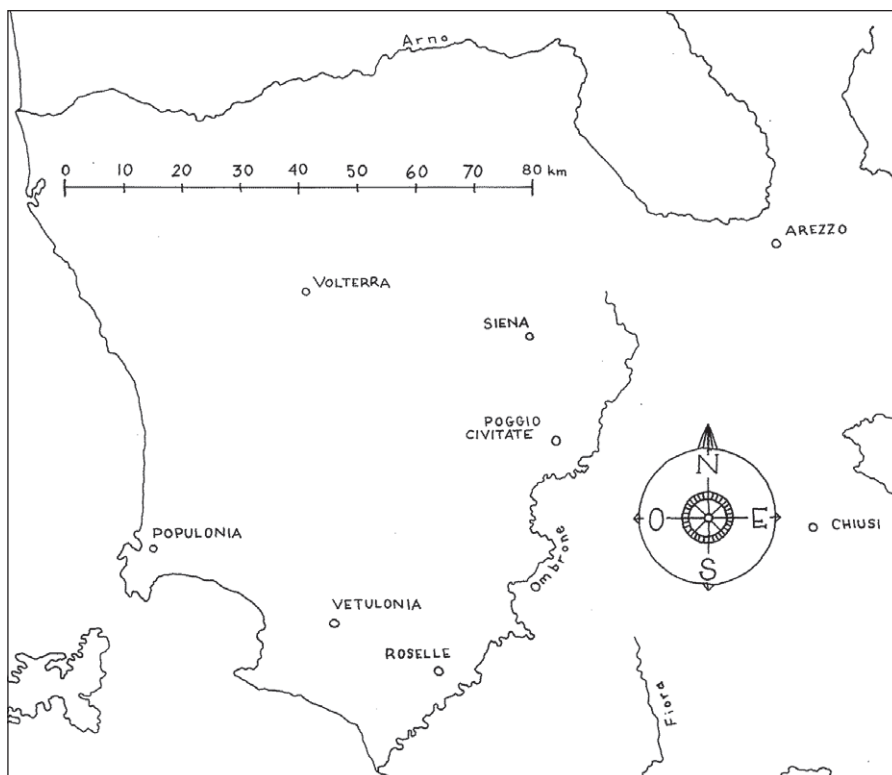 Arno
0 10 20 30 40 50 60 70 80 km
AREZZO
VOLTERRA
SIENA
POGGIO
CIVITATE
N
O E
S
CHIUSI
POPULONIA
Ombrone
VETULONIA
ROSELLE
Fiora